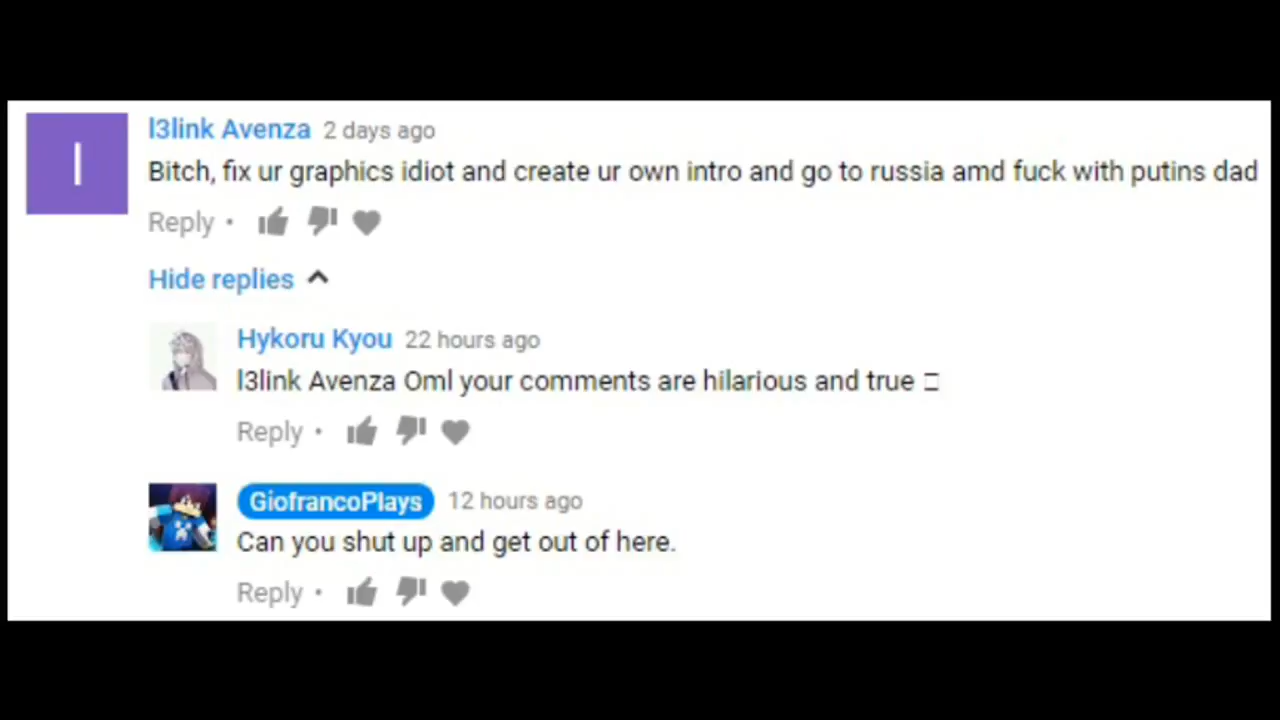 l3link Avenza 2 days ago
Bitch, fix ur graphics idiot and create ur own intro and go to russia amd fuck with putins dad
Reply •
Hide replies
Hykoru Kyou 22 hours ago
l3link Avenza Oml your comments are hilarious and true
Reply •
GiofrancoPlays 12 hours ago
Can you shut up and get out of here.
Reply •